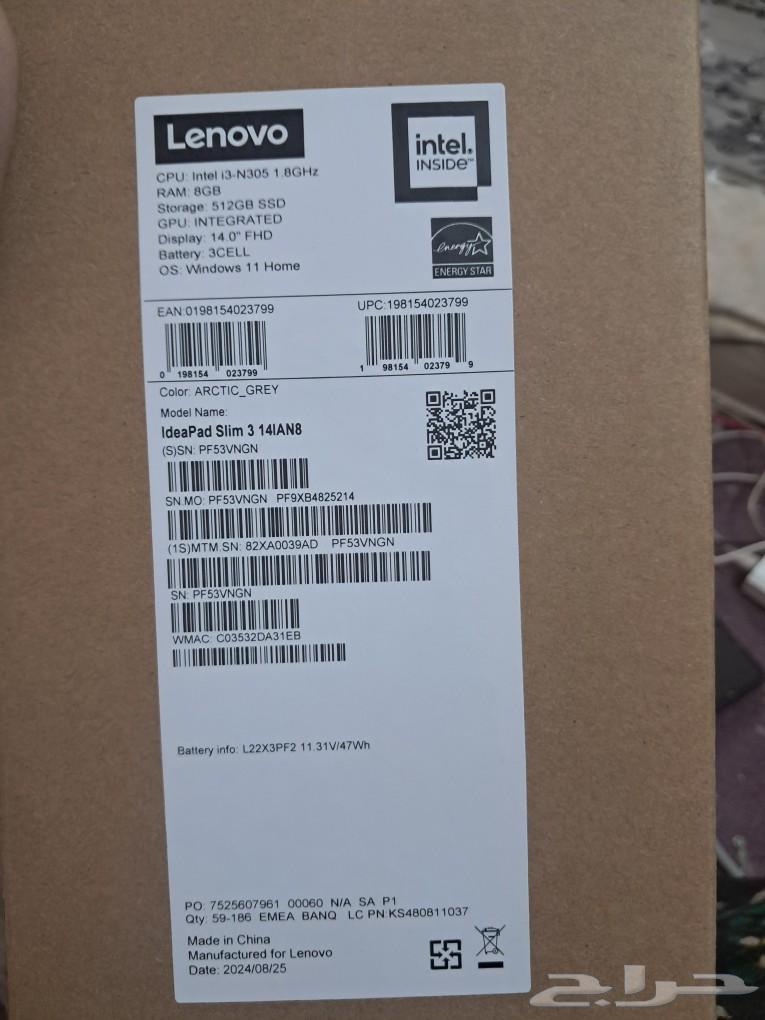 Lenovo
intel.
INSIDE™
CPU: Intel i3-N305 1.8GHz
RAM: 8GB
Storage: 512GB SSD
GPU: INTEGRATED
Display: 14.0" FHD
Battery: 3CELL
OS: Windows 11 Home
energy
ENERGY STAR
EAN:0198154023799
UPC:198154023799
0 198154 023799
1 98154 02379 9
Color: ARCTIC_GREY
Model Name:
IdeaPad Slim 3 14IAN8
(S)SN: PF53VNGN
SN.MO: PF53VNGN PF9XB4825214
(1S)MTM.SN: 82XA0039AD PF53VNGN
SN: PF53VNGN
WMAC: C03532DA31EB
Battery info: L22X3PF2 11.31V/47Wh
PO: 7525607961 00060 N/A SA P1
Qty: 59-186 EMEA BANQ LC PN:KS480811037
Made in China
Manufactured for Lenovo
Date: 2024/08/25
حراج